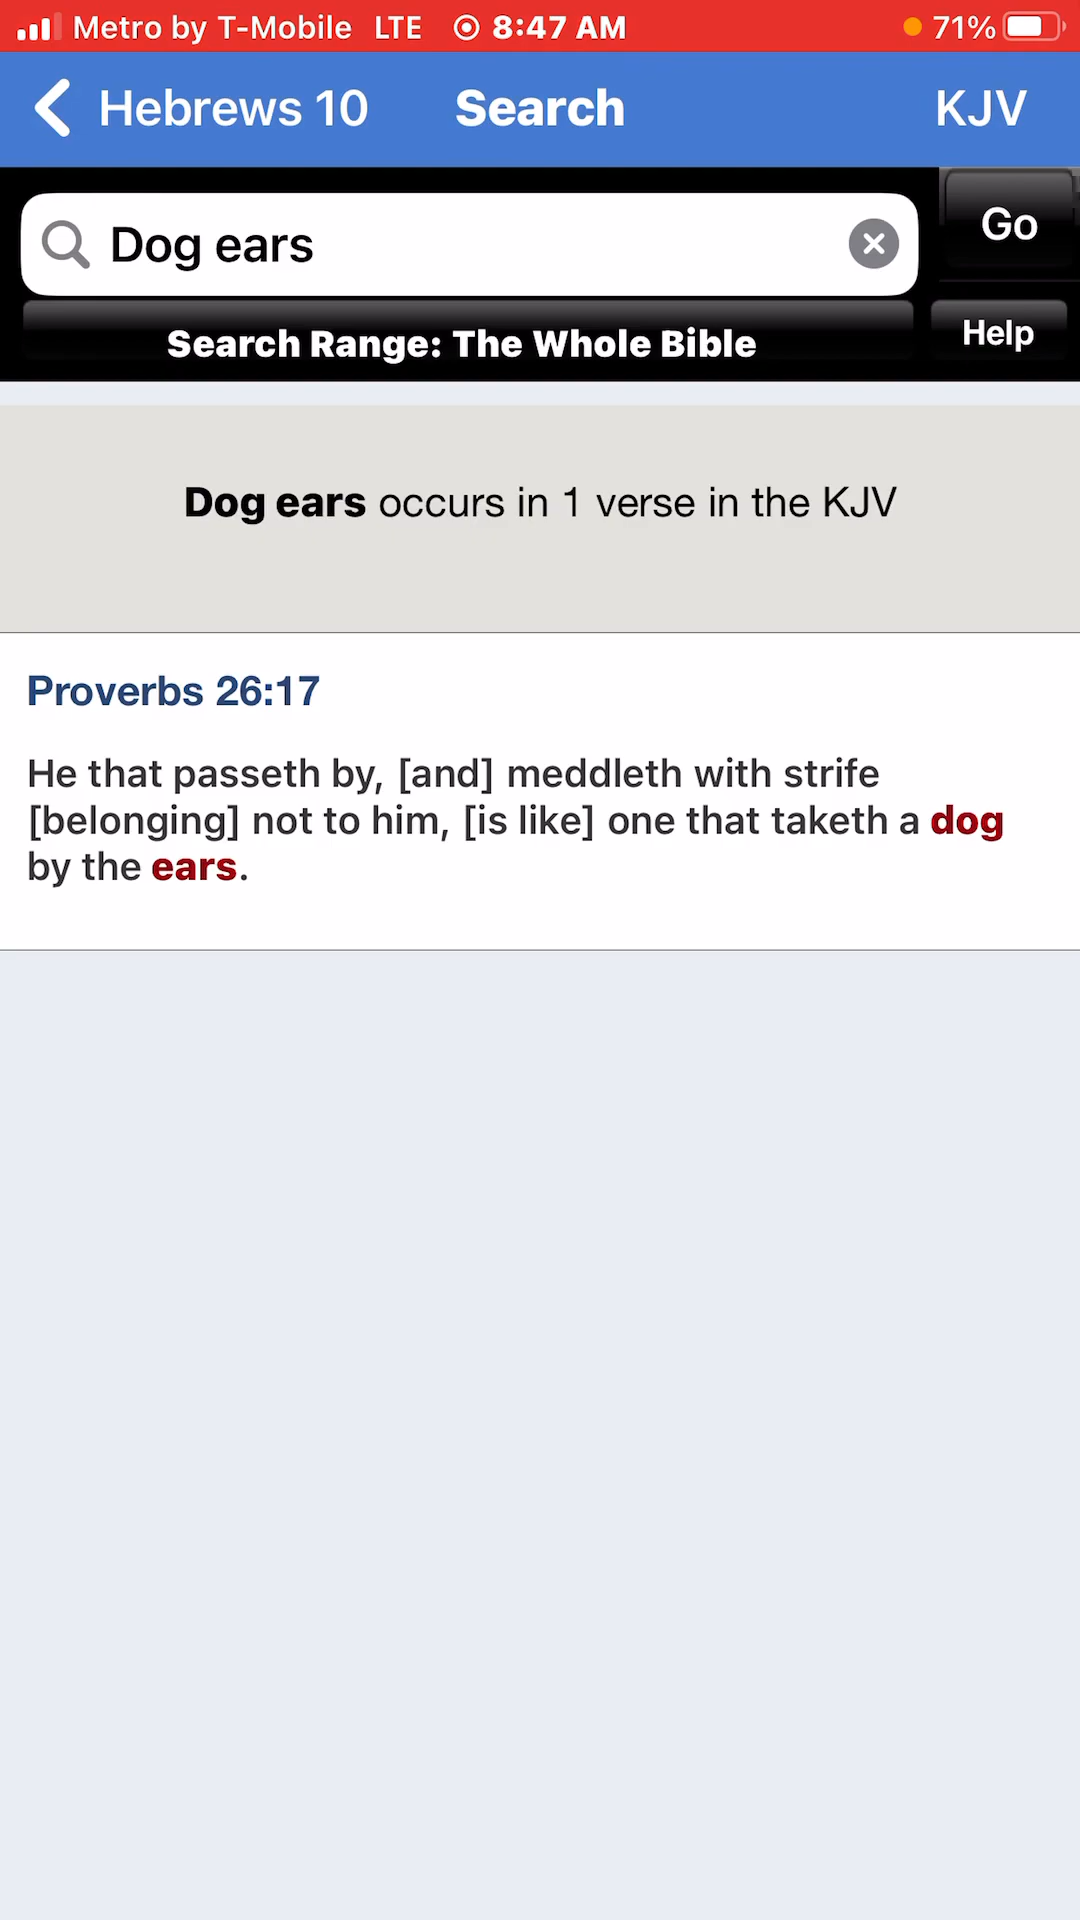 Metro by T-Mobile LTE 8:47 AM 71%
Hebrews 10 Search KJV
Dog ears Go
Search Range: The Whole Bible Help
Dog ears occurs in 1 verse in the KJV
Proverbs 26:17
He that passeth by, [and] meddleth with strife
[belonging] not to him, [is like] one that taketh a dog
by the ears.